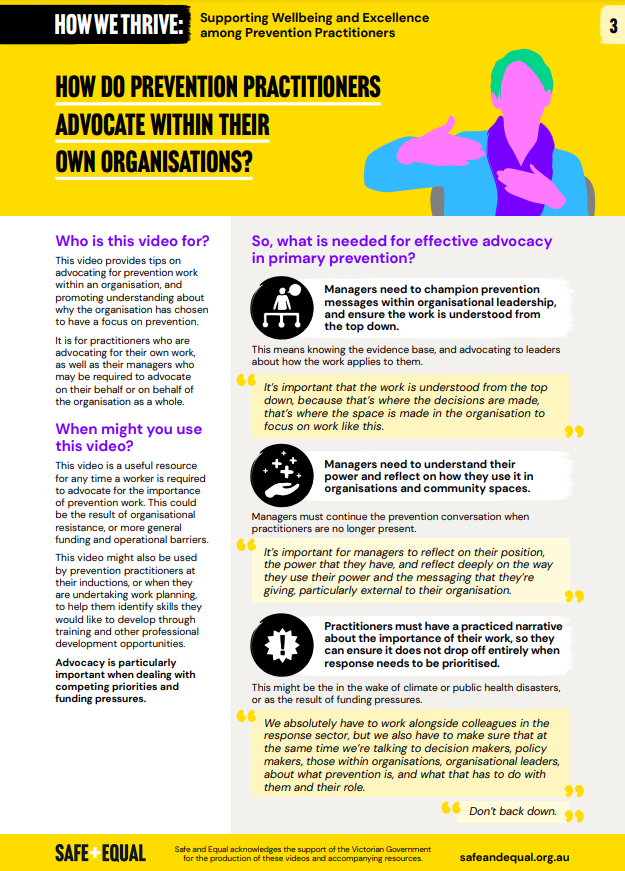 HOW WE THRIVE:
Supporting Wellbeing and Excellence
among Prevention Practitioners
3
HOW DO PREVENTION PRACTITIONERS
ADVOCATE WITHIN THEIR
OWN ORGANISATIONS?
Who is this video for?
This video provides tips on
advocating for prevention work
within an organisation, and
promoting understanding about
why the organisation has chosen
to have a focus on prevention.
It is for practitioners who are
advocating for their own work,
as well as their managers who
may be required to advocate
on their behalf or on behalf of
the organisation as a whole.
When might you use
this video?
This video is a useful resource
for any time a worker is required
to advocate for the importance
of prevention work. This could
be the result of organisational
resistance, or more general
funding and operational barriers.
This video might also be used
by prevention practitioners at
their inductions, or when they
are undertaking work planning,
to help them identify skills they
would like to develop through
training and other professional
development opportunities.
Advocacy is particularly
important when dealing with
competing priorities and
funding pressures.
So, what is needed for effective advocacy
in primary prevention?
Managers need to champion prevention
messages within organisational leadership,
and ensure the work is understood from
the top down.
This means knowing the evidence base, and advocating to leaders
about how the work applies to them.
“ It’s important that the work is understood from the top
down, because that’s where the decisions are made,
that’s where the space is made in the organisation to
focus on work like this. ”
Managers need to understand their
power and reflect on how they use it in
organisations and community spaces.
Managers must continue the prevention conversation when
practitioners are no longer present.
“ It’s important for managers to reflect on their position,
the power that they have, and reflect deeply on the way
they use their power and the messaging that they’re
giving, particularly external to their organisation. ”
Practitioners must have a practiced narrative
about the importance of their work, so they
can ensure it does not drop off entirely when
response needs to be prioritised.
This might be the in the wake of climate or public health disasters,
or as the result of funding pressures.
“ We absolutely have to work alongside colleagues in the
response sector, but we also have to make sure that at
the same time we’re talking to decision makers, policy
makers, those within organisations, organisational leaders,
about what prevention is, and what that has to do with
them and their role. ”
“ Don’t back down. ”
SAFE+EQUAL
Safe and Equal acknowledges the support of the Victorian Government
for the production of these videos and accompanying resources.
safeandequal.org.au